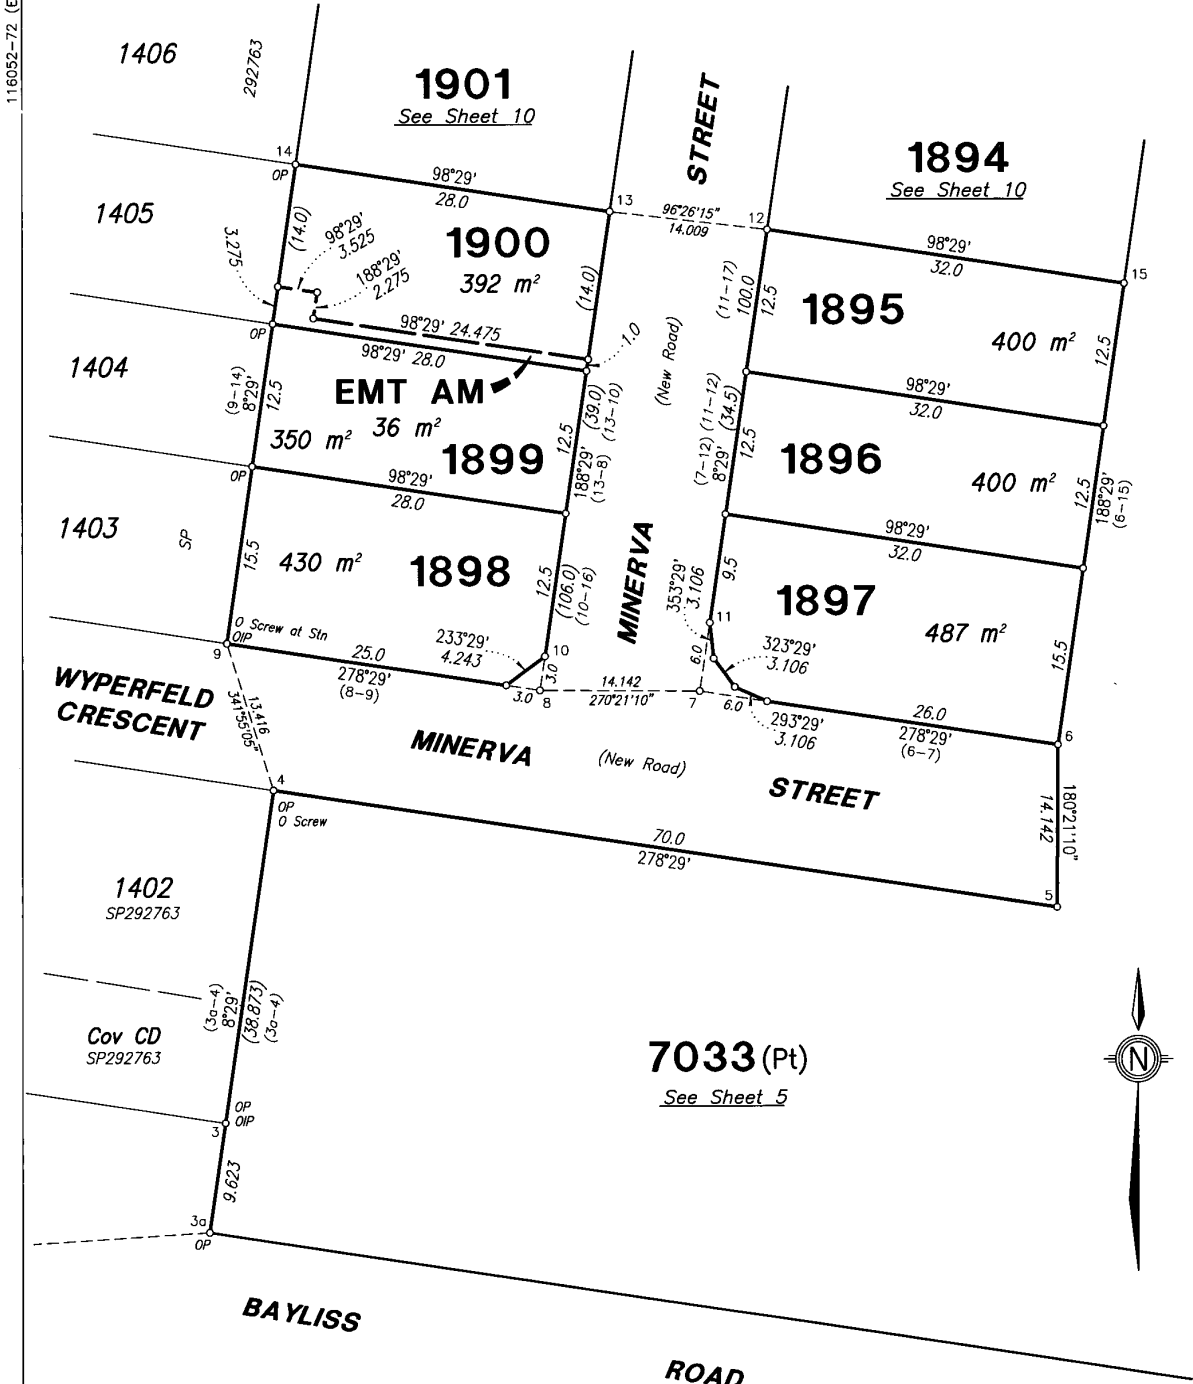 116052-72 (E
1406
292763
1901
See Sheet 10
STREET
1894
See Sheet 10
14
OP
98°29'
28.0
13
96°26'15"
14.009
12
98°29'
32.0
15
1405
(14.0)
98°29'
3.525
188°29'
2.275
3.275
1900
392 m²
(14.0)
(11-17)
100.0
12.5
1895
400 m²
12.5
OP
98°29' 24.475
98°29' 28.0
1.0
(New Road)
1404
(9-14)
8°29'
12.5
EMT AM
36 m²
350 m²
1899
12.5
(39.0)
(13-10)
188°29'
(13-8)
98°29'
32.0
(11-12)
(34.5)
(7-12)
8°29'
12.5
1896
400 m²
12.5
188°29'
(6-15)
OP
98°29'
28.0
1403
SP
15.5
430 m²
1898
12.5
(106.0)
(10-16)
MINERVA
98°29'
32.0
9.5
353°29'
3.106
11
1897
487 m²
15.5
O Screw at Stn
OIP
9
25.0
278°29'
(8-9)
233°29'
4.243
10
3.0
3.0
8
14.142
270°21'10"
6.0
7
6.0
323°29'
3.106
293°29'
3.106
26.0
278°29'
(6-7)
6
WYPERFELD
CRESCENT
13.416
341°55'05"
MINERVA
(New Road)
STREET
180°21'10"
14.142
4
OP
O Screw
70.0
278°29'
5
1402
SP292763
(3a-4)
8°29'
(38.873)
(3a-4)
Cov CD
SP292763
7033 (Pt)
See Sheet 5
N
OP
OIP
3
9.623
3a
OP
BAYLISS
ROAD